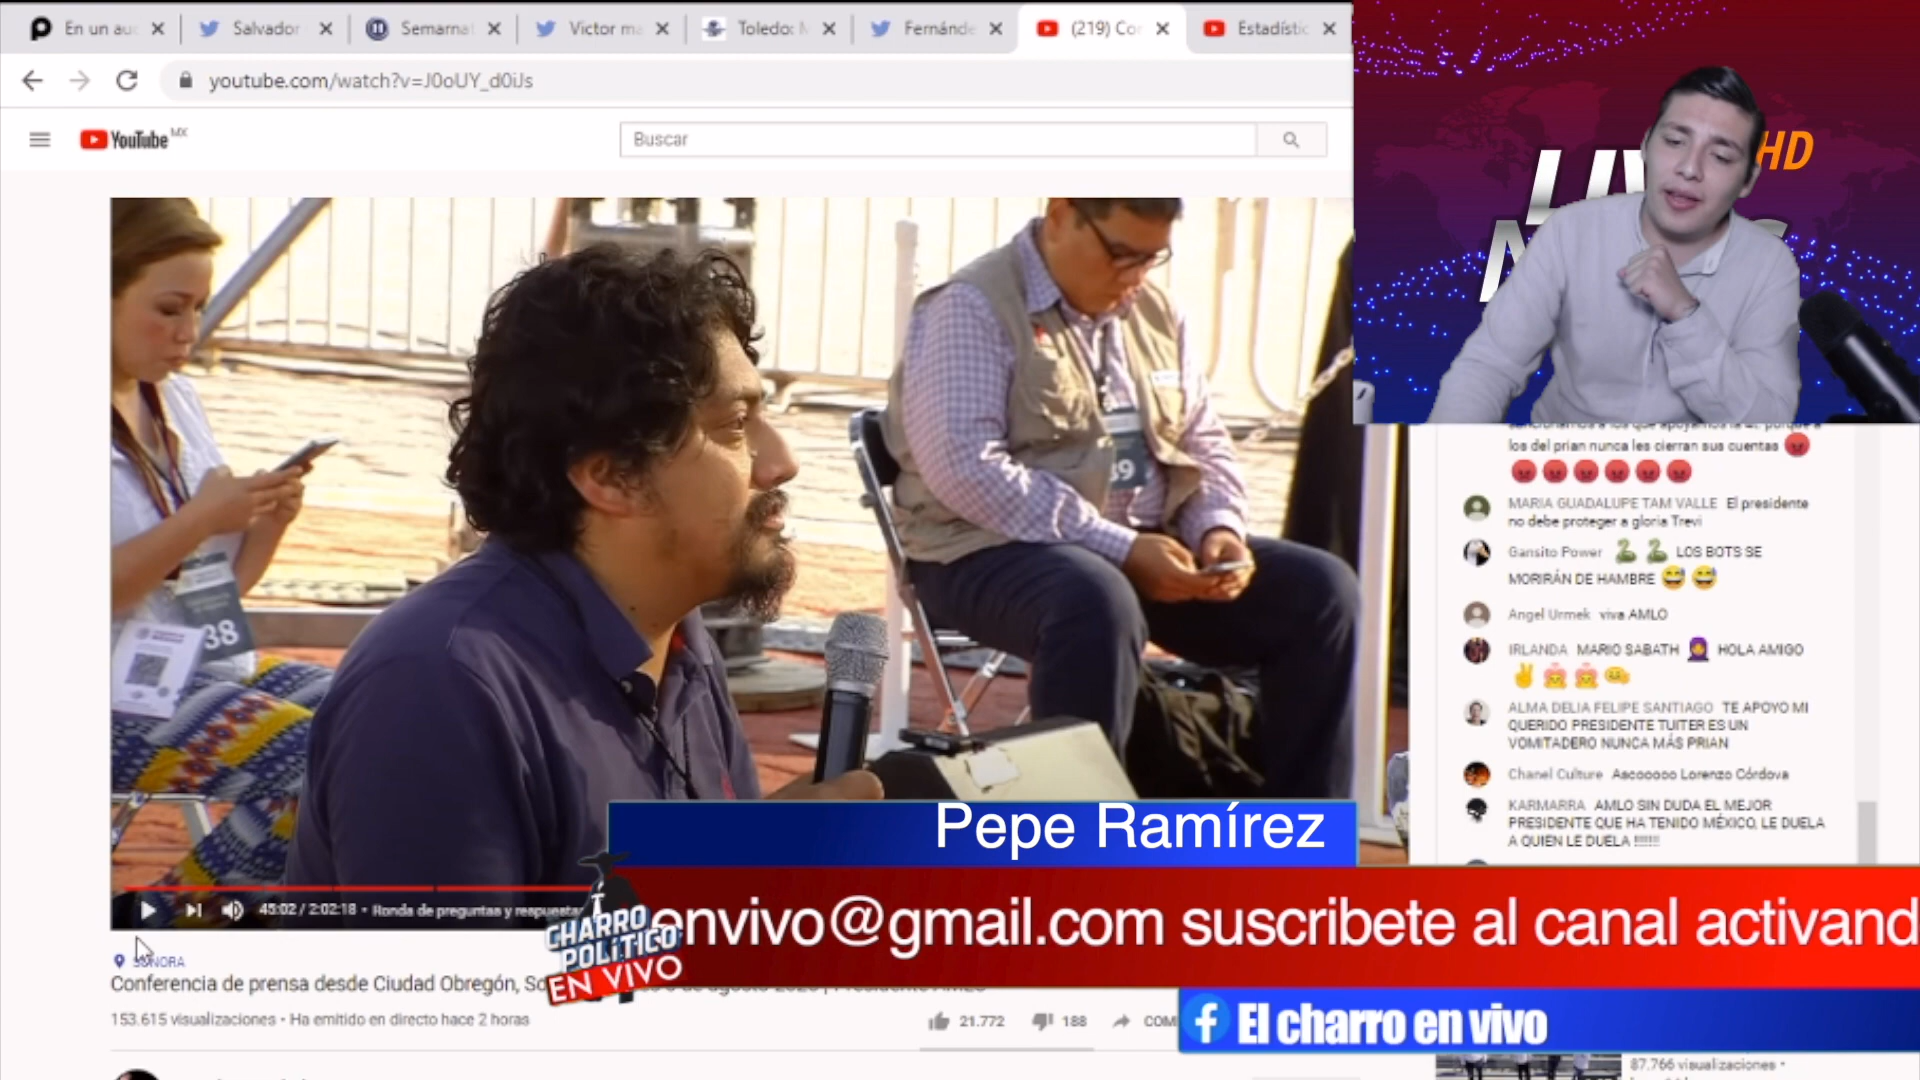 En un au
Salvador
Semarna
Victor m
Toledo: M
Fernánde
(219) Co
Estadístic
youtube.com/watch?v=J0oUY_d0iJs
YouTube MX
Buscar
LIV
HD
los del prian nunca les cierran sus cuentas
MARIA GUADALUPE TAM VALLE El presidente
no debe proteger a gloria Trevi
Gansito Power LOS BOTS SE
MORIRÁN DE HAMBRE
Angel Urmek viva AMLO
IRLANDA MARIO SABATH HOLA AMIGO
ALMA DELIA FELIPE SANTIAGO TE APOYO MI
QUERIDO PRESIDENTE TUITER ES UN
VOMITADERO NUNCA MÁS PRIAN
Chanel Culture Ascooooo Lorenzo Córdova
KARMARRA AMLO SIN DUDA EL MEJOR
PRESIDENTE QUE HA TENIDO MÉXICO, LE DUELA
A QUIEN LE DUELA !!!!!!!
38
39
Pepe Ramírez
45:02 / 2:02:18 • Ronda de preguntas y respuestas
CHARRO
POLíTICO
EN VIVO
envivo@gmail.com suscribete al canal activand
SONORA
Conferencia de prensa desde Ciudad Obregón, So
153.615 visualizaciones • Ha emitido en directo hace 2 horas
21.772
188
COM
El charro en vivo
87.766 visualizaciones •